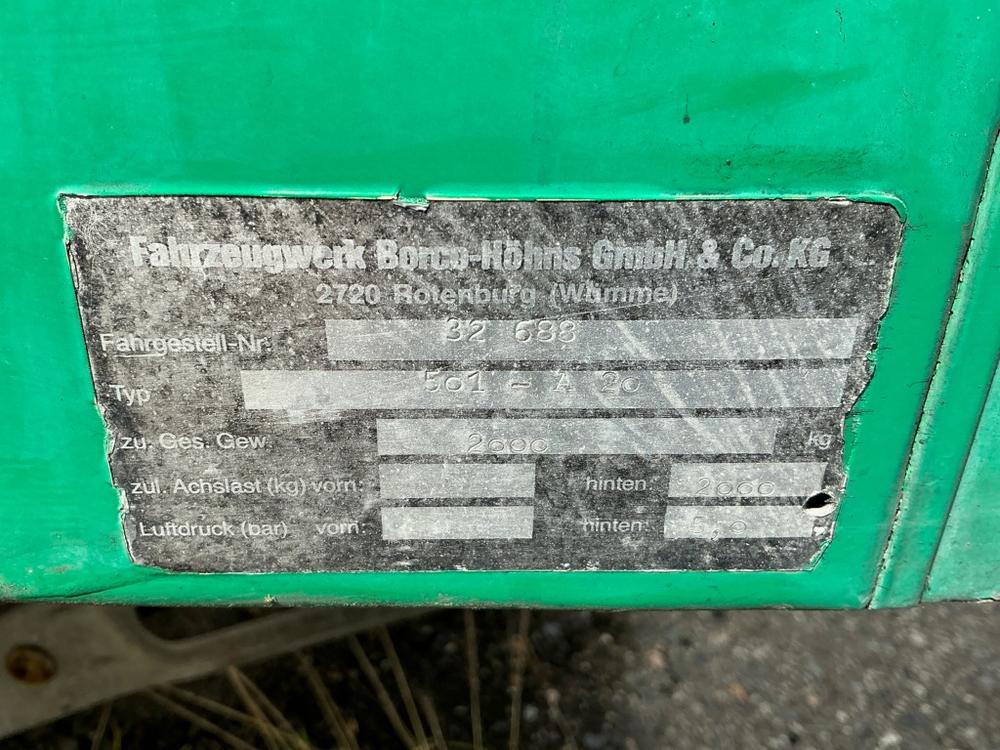 Fahrzeugwerk Borco-Höhns GmbH & Co. KG
2720 Rotenburg (Wümme)
Fahrgestell-Nr. 32 688
Typ 501 - A 20
zu. Ges. Gew. 2000 kg
zul. Achslast (kg) vorn: hinten: 2000
Luftdruck (bar) vorn: hinten: